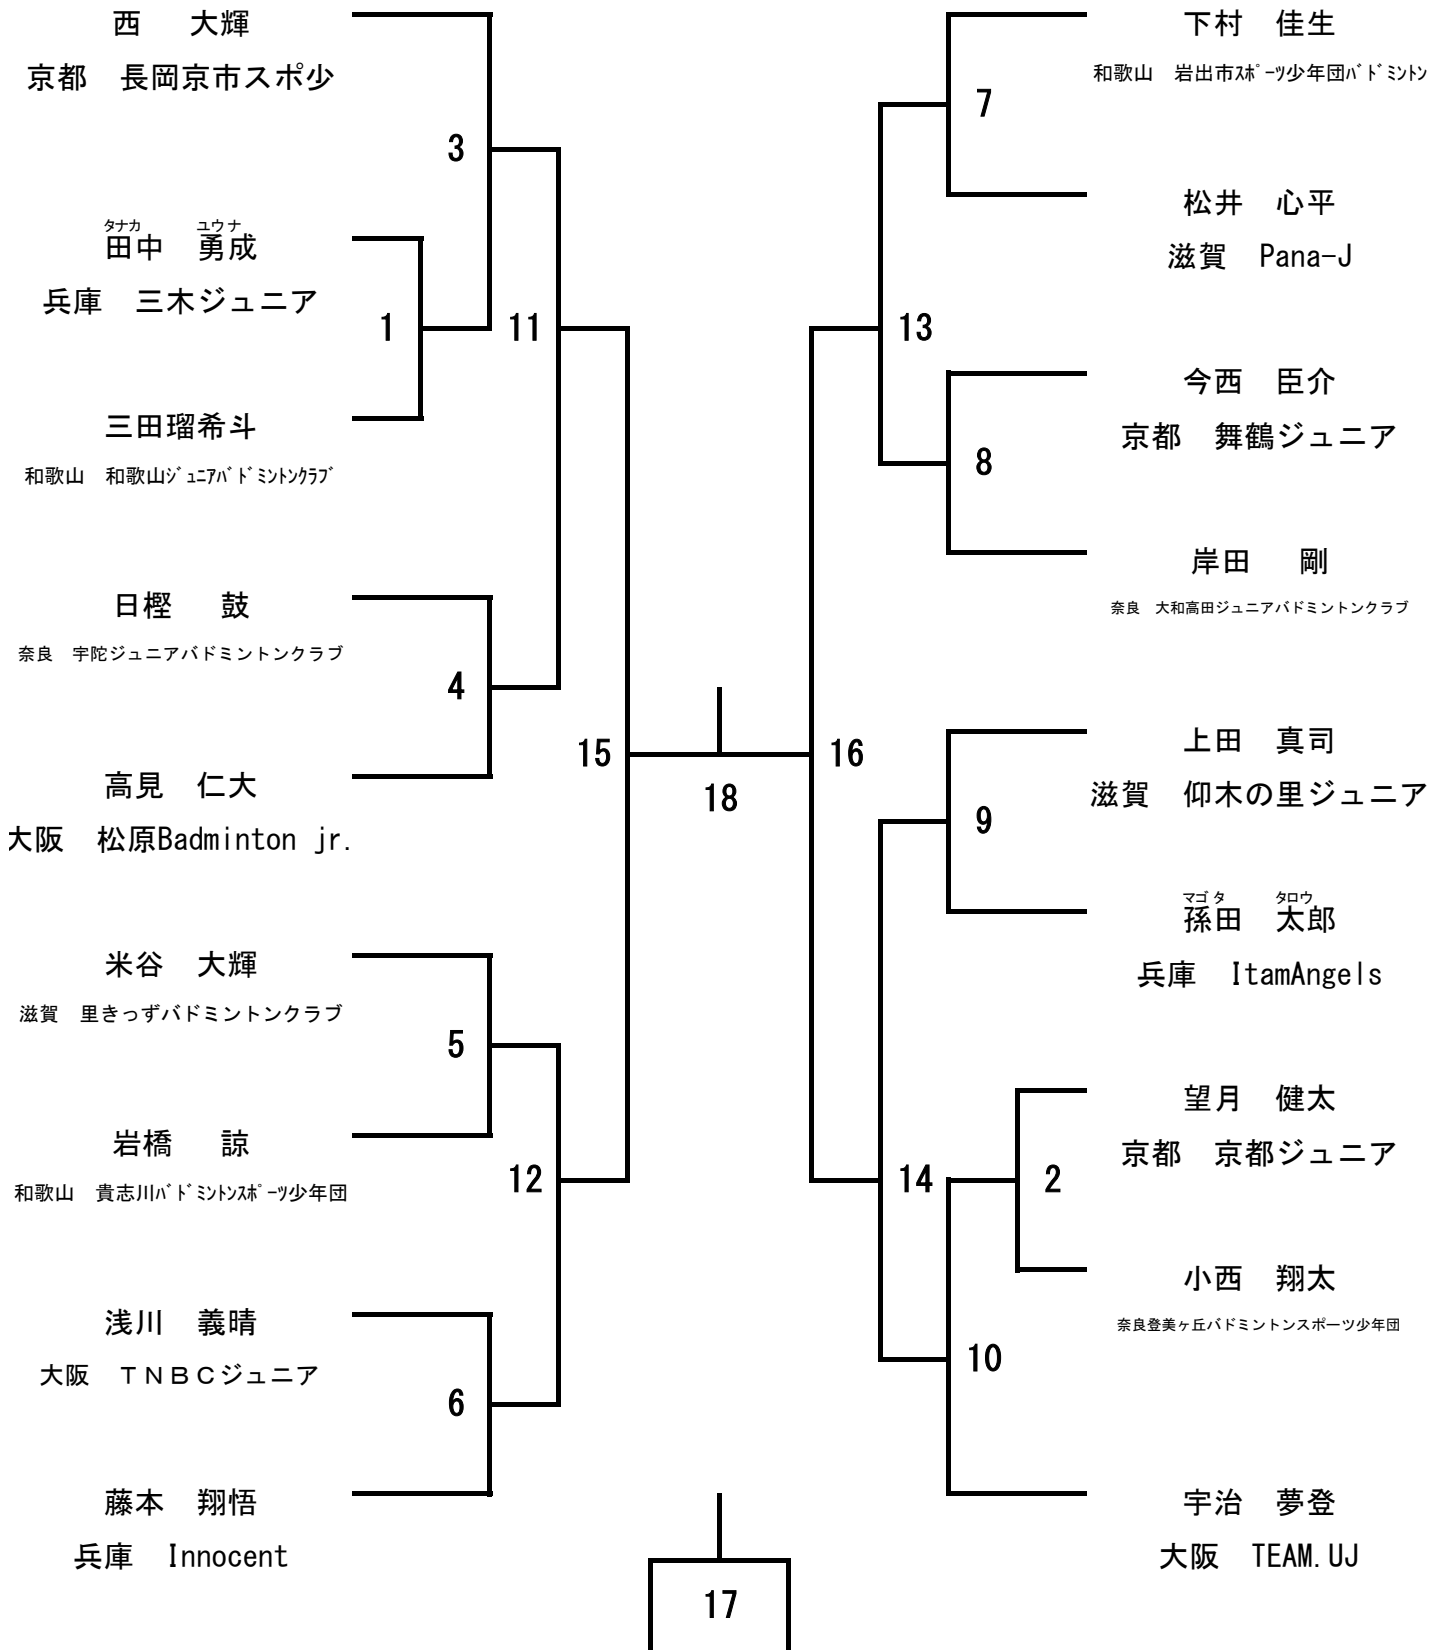 西　大輝
京都　長岡京市スポ少
3
タナカ　ユウナ
田中　勇成
兵庫　三木ジュニア
1
11
三田瑠希斗
和歌山　和歌山ｼﾞｭﾆｱﾊﾞﾄﾞﾐﾝﾄﾝｸﾗﾌﾞ
日樫　鼓
奈良　宇陀ジュニアバドミントンクラブ
4
15
高見　仁大
大阪　松原Badminton jr.
米谷　大輝
滋賀　里きっずバドミントンクラブ
5
岩橋　諒
和歌山　貴志川ﾊﾞﾄﾞﾐﾝﾄﾝｽﾎﾟｰﾂ少年団
12
浅川　義晴
大阪　ＴＮＢＣジュニア
6
藤本　翔悟
兵庫　Innocent
18
17
下村　佳生
和歌山　岩出市ｽﾎﾟｰﾂ少年団ﾊﾞﾄﾞﾐﾝﾄﾝ
7
松井　心平
滋賀　Pana-J
13
今西　臣介
京都　舞鶴ジュニア
8
岸田　剛
奈良　大和高田ジュニアバドミントンクラブ
16
上田　真司
滋賀　仰木の里ジュニア
9
マゴタ　タロウ
孫田　太郎
兵庫　ItamAngels
望月　健太
京都　京都ジュニア
14
2
小西　翔太
奈良登美ヶ丘バドミントンスポーツ少年団
10
宇治　夢登
大阪　TEAM.UJ